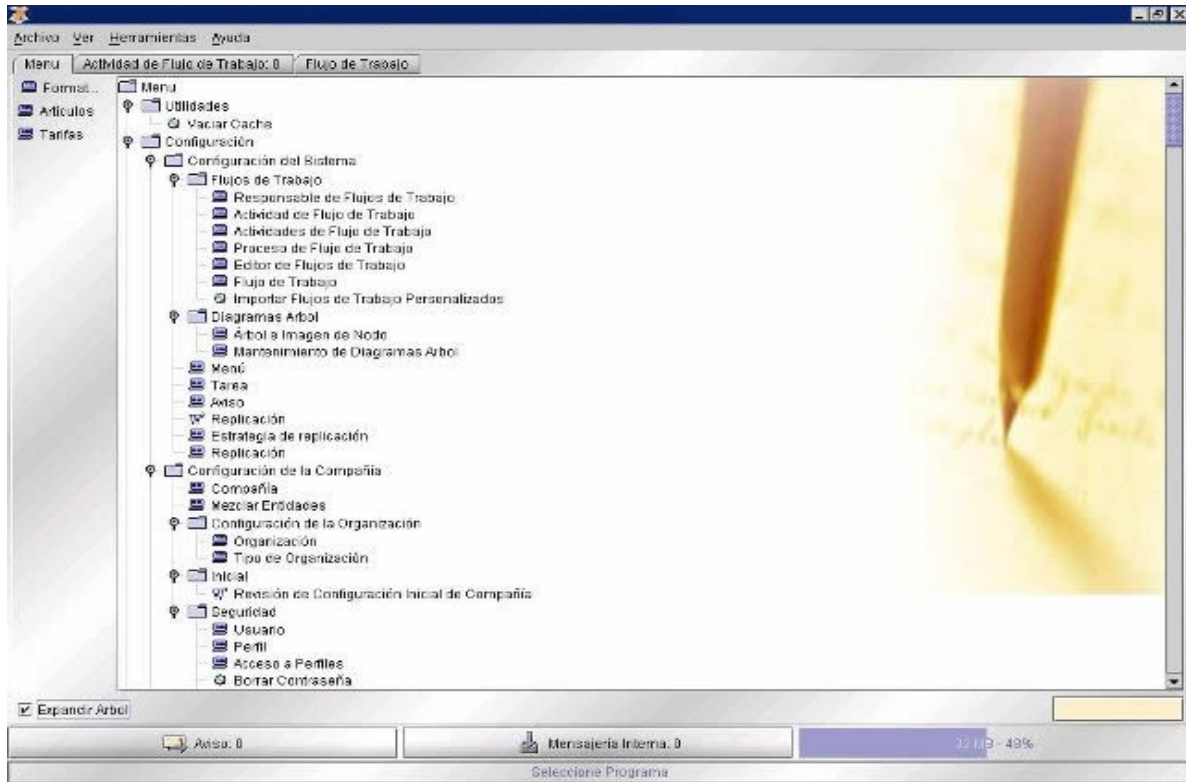 Archivo Ver Herramientas Ayuda
Menu Actividad de Flujo de Trabajo: 0 Flujo de Trabajo
Format...
Artículos
Tarifas
Menu
Utilidades
Vaciar Cache
Configuración
Configuración del Sistema
Flujos de Trabajo
Responsable de Flujos de Trabajo
Actividad de Flujo de Trabajo
Actividades de Flujo de Trabajo
Proceso de Flujo de Trabajo
Editor de Flujos de Trabajo
Flujo de Trabajo
Importar Flujos de Trabajo Personalizados
Diagramas Arbol
Árbol e Imagen de Nodo
Mantenimiento de Diagramas Arbol
Menú
Tarea
Aviso
Replicación
Estrategia de replicación
Replicación
Configuración de la Compañía
Compañía
Mezclar Entidades
Configuración de la Organización
Organización
Tipo de Organización
Inicial
Revisión de Configuración Inicial de Compañía
Seguridad
Usuario
Perfil
Acceso a Perfiles
Borrar Contraseña
Expandir Arbol
Aviso: 0 Mensajería Interna: 0 32 MB - 49%
Seleccione Programa